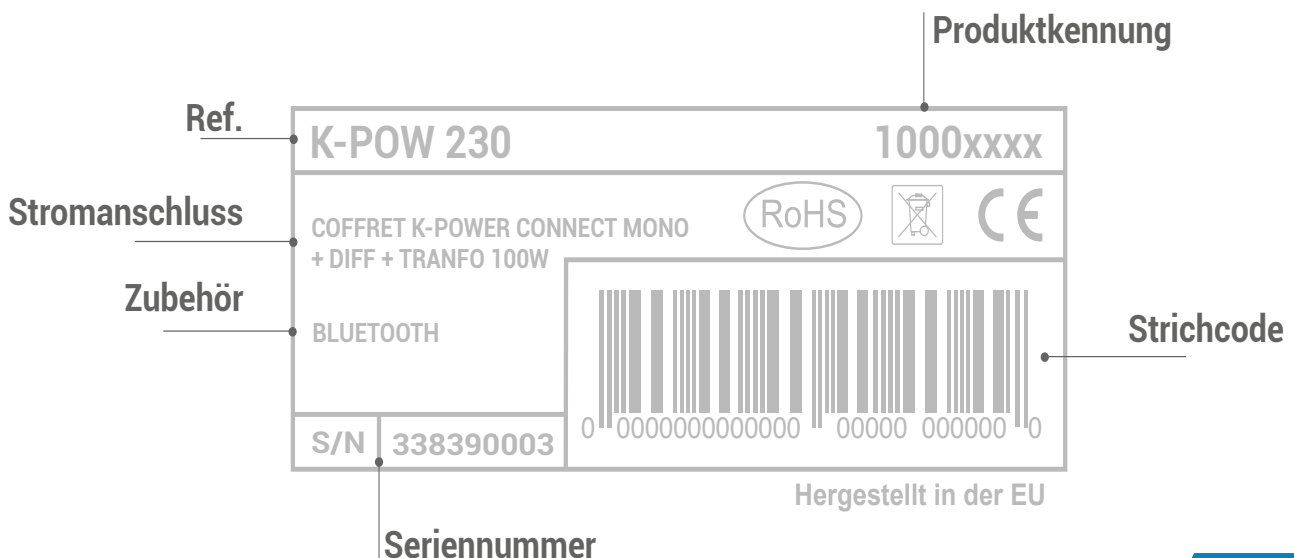 Produktkennung
Ref.
K-POW 230
1000xxxx
Stromanschluss
COFFRET K-POWER CONNECT MONO
+ DIFF + TRANFO 100W
RoHS
CE
Zubehör
BLUETOOTH
Strichcode
S/N
338390003
0 0000000000000 00000 000000 0
Hergestellt in der EU
Seriennummer